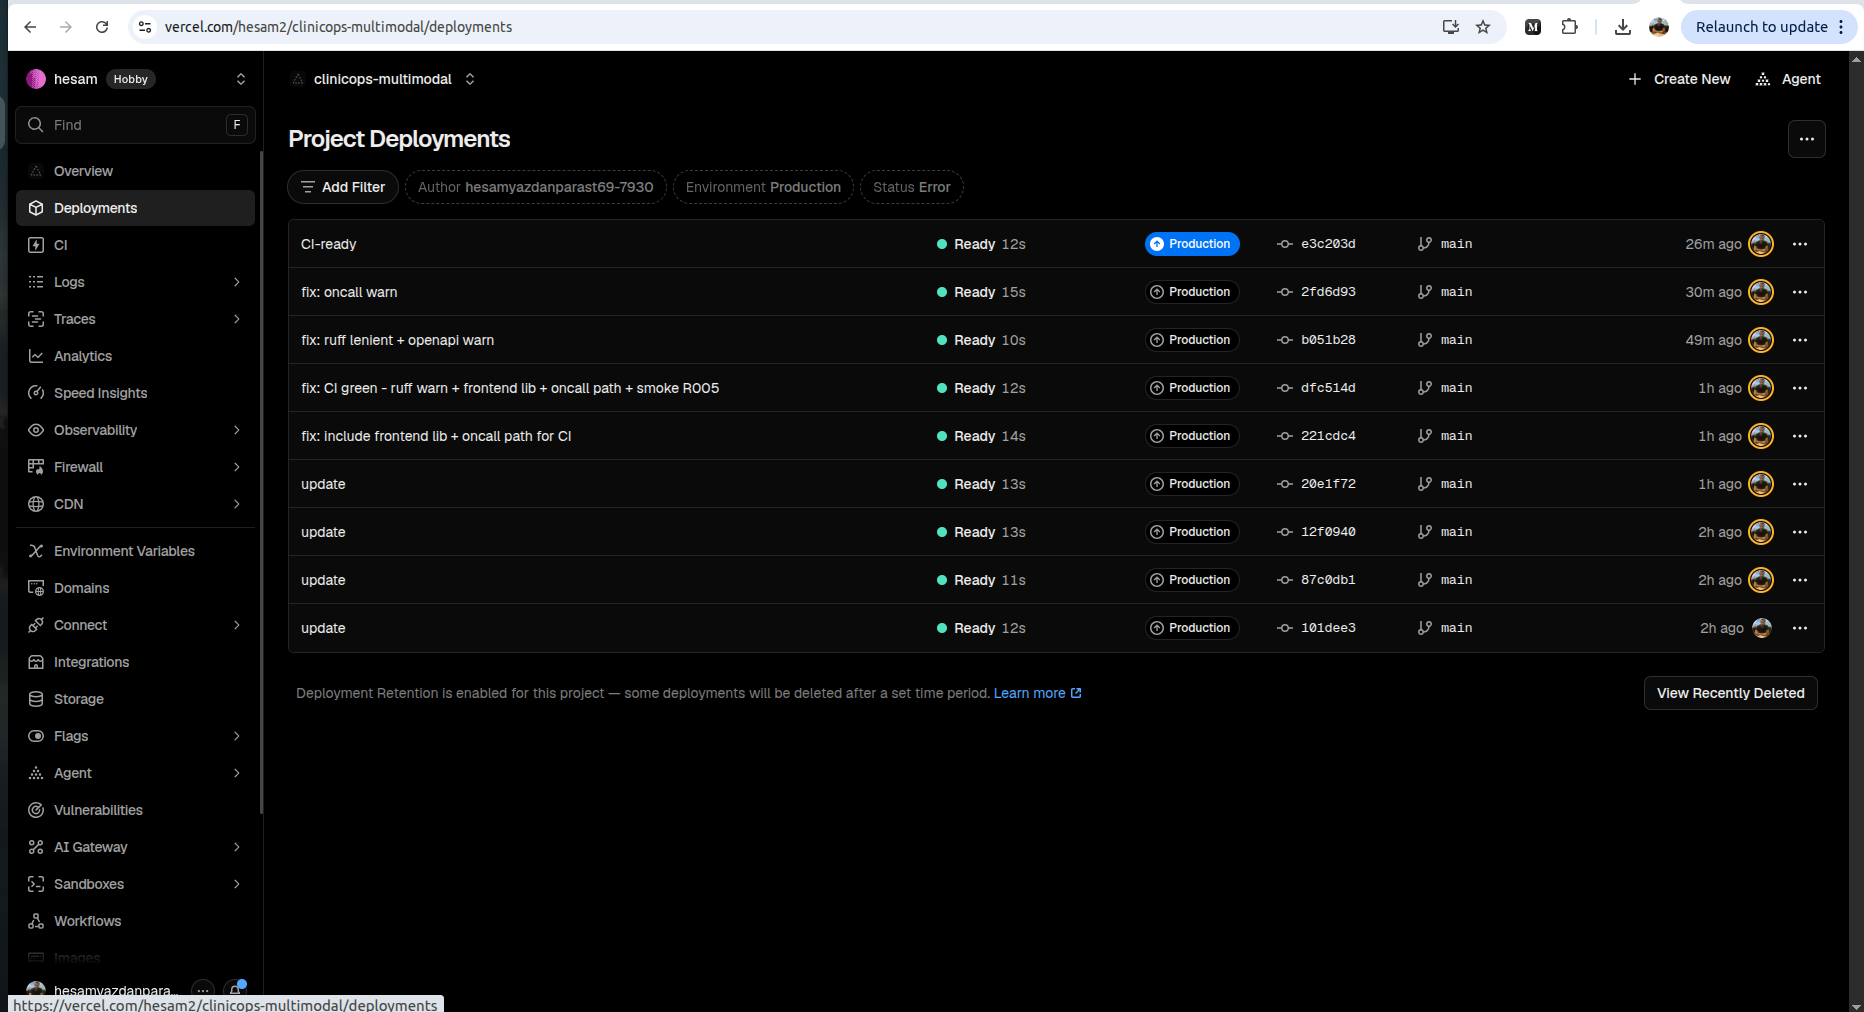 vercel.com/hesam2/clinicops-multimodal/deployments
M
Relaunch to update
hesam Hobby
clinicops-multimodal
Create New
Agent
Find F
Project Deployments
Overview
Deployments
CI
Logs
Traces
Analytics
Speed Insights
Observability
Firewall
CDN
Environment Variables
Domains
Connect
Integrations
Storage
Flags
Agent
Vulnerabilities
AI Gateway
Sandboxes
Workflows
Images
hesamyazdanpara...
Add Filter
Author hesamyazdanparast69-7930
Environment Production
Status Error
CI-ready Ready 12s Production e3c203d main 26m ago
fix: oncall warn Ready 15s Production 2fd6d93 main 30m ago
fix: ruff lenient + openapi warn Ready 10s Production b051b28 main 49m ago
fix: CI green - ruff warn + frontend lib + oncall path + smoke R005 Ready 12s Production dfc514d main 1h ago
fix: include frontend lib + oncall path for CI Ready 14s Production 221cdc4 main 1h ago
update Ready 13s Production 20e1f72 main 1h ago
update Ready 13s Production 12f0940 main 2h ago
update Ready 11s Production 87c0db1 main 2h ago
update Ready 12s Production 101dee3 main 2h ago
Deployment Retention is enabled for this project — some deployments will be deleted after a set time period. Learn more
View Recently Deleted
https://vercel.com/hesam2/clinicops-multimodal/deployments